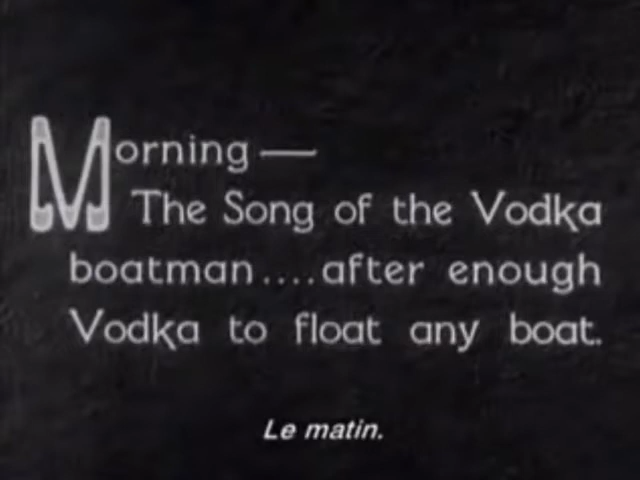 Morning —
The Song of the Vodka
boatman....after enough
Vodka to float any boat.
Le matin.